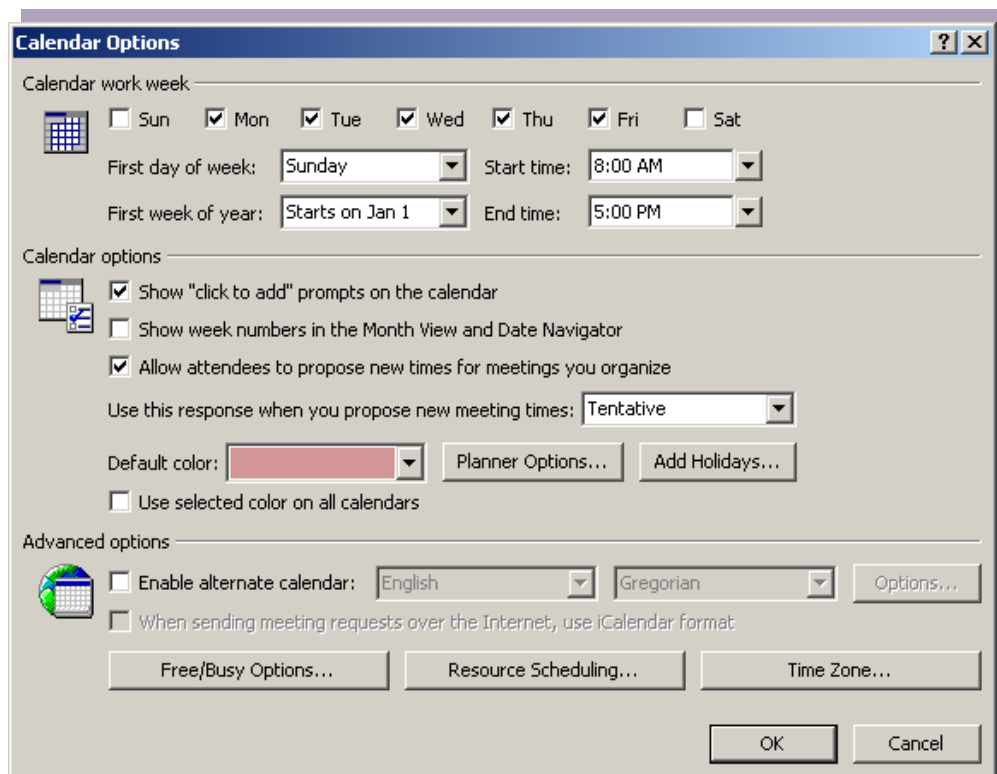 Calendar Options
Calendar work week
Sun Mon Tue Wed Thu Fri Sat
First day of week: Sunday Start time: 8:00 AM
First week of year: Starts on Jan 1 End time: 5:00 PM
Calendar options
Show "click to add" prompts on the calendar
Show week numbers in the Month View and Date Navigator
Allow attendees to propose new times for meetings you organize
Use this response when you propose new meeting times: Tentative
Default color: Planner Options... Add Holidays...
Use selected color on all calendars
Advanced options
Enable alternate calendar: English Gregorian Options...
When sending meeting requests over the Internet, use iCalendar format
Free/Busy Options... Resource Scheduling... Time Zone...
OK Cancel